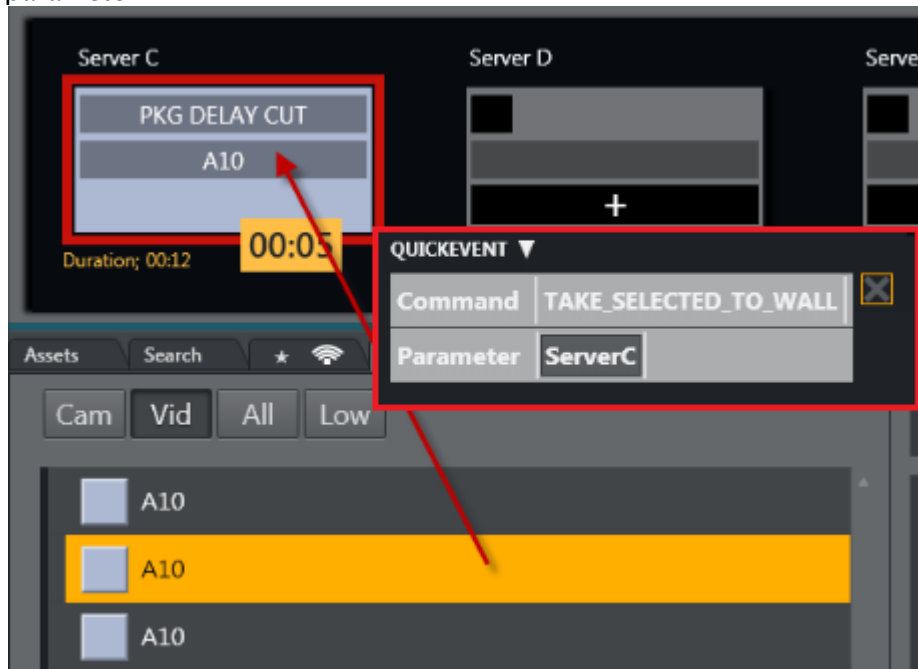 Server C
Server D
Serve
PKG DELAY CUT
A10
+
Duration; 00:12
00:05
QUICKEVENT ▼
Command TAKE_SELECTED_TO_WALL
Parameter ServerC
Assets Search ★
Cam Vid All Low
A10
A10
A10